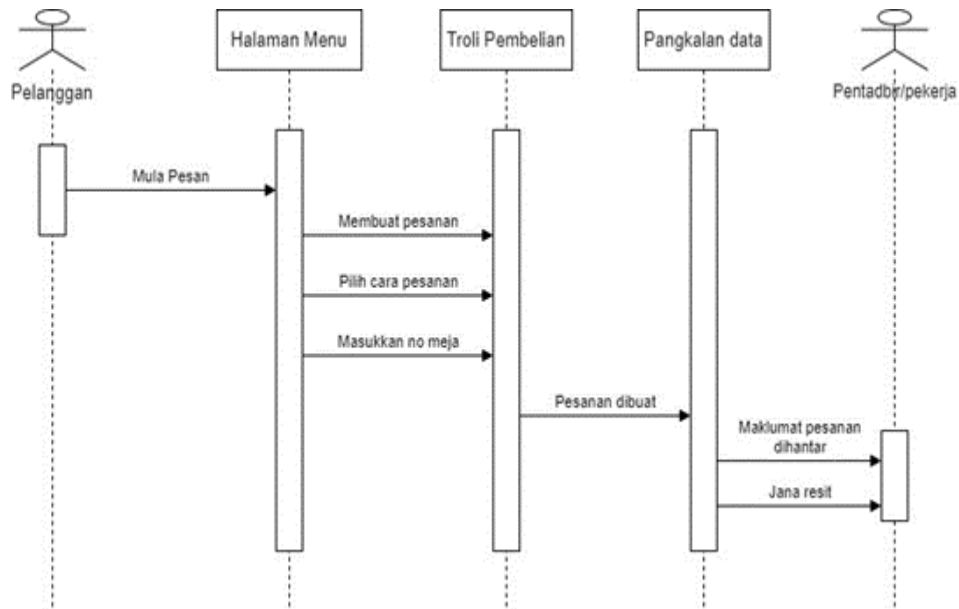 Halaman Menu
Troli Pembelian
Pangkalan data
Pelanggan
Pentadbir/pekerja
Mula Pesan
Membuat pesanan
Pilih cara pesanan
Masukkan no meja
Pesanan dibuat
Maklumat pesanan
dihantar
Jana resit